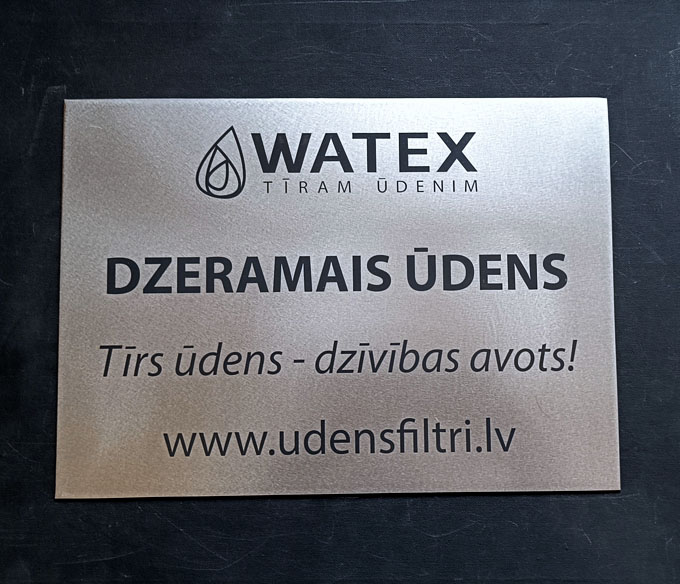 WATEX
TĪRAM ŪDENIM
DZERAMAIS ŪDENS
Tīrs ūdens - dzīvības avots!
www.udensfiltri.lv